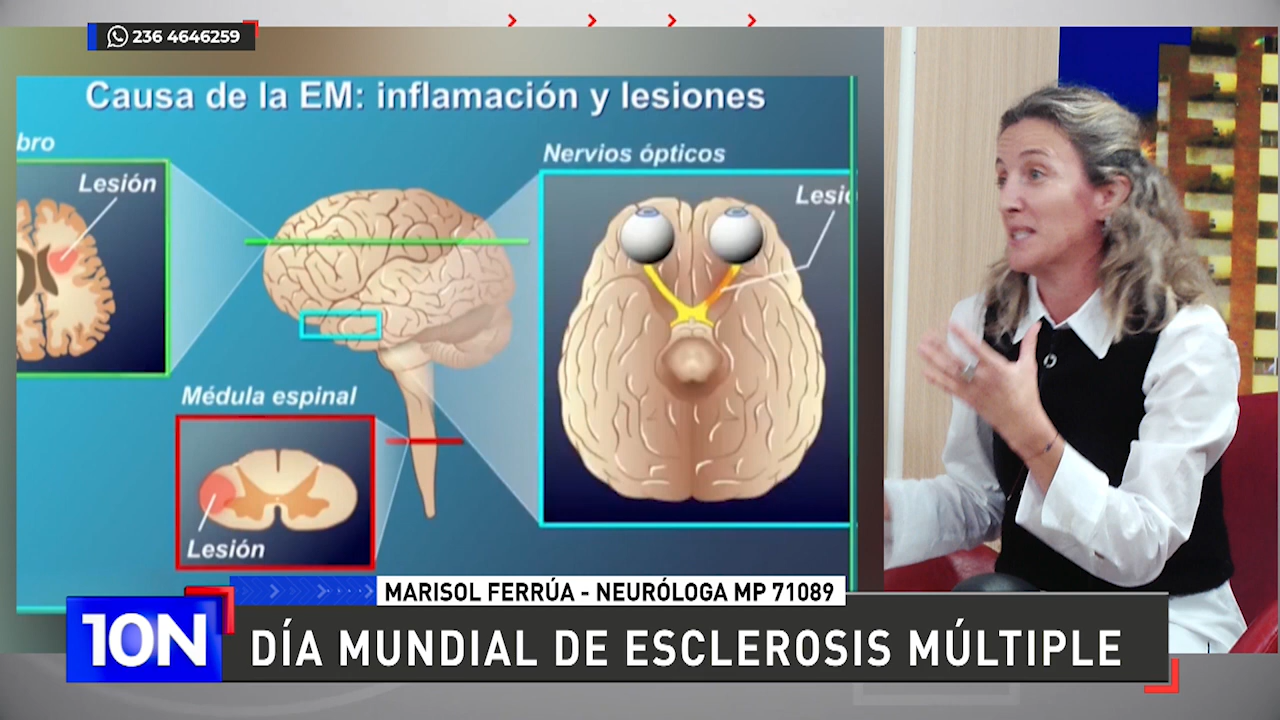 236 4646259
Causa de la EM: inflamación y lesiones
bro
Lesión
Nervios ópticos
Lesió
Médula espinal
Lesión
MARISOL FERRÚA - NEURÓLOGA MP 71089
10N
DÍA MUNDIAL DE ESCLEROSIS MÚLTIPLE